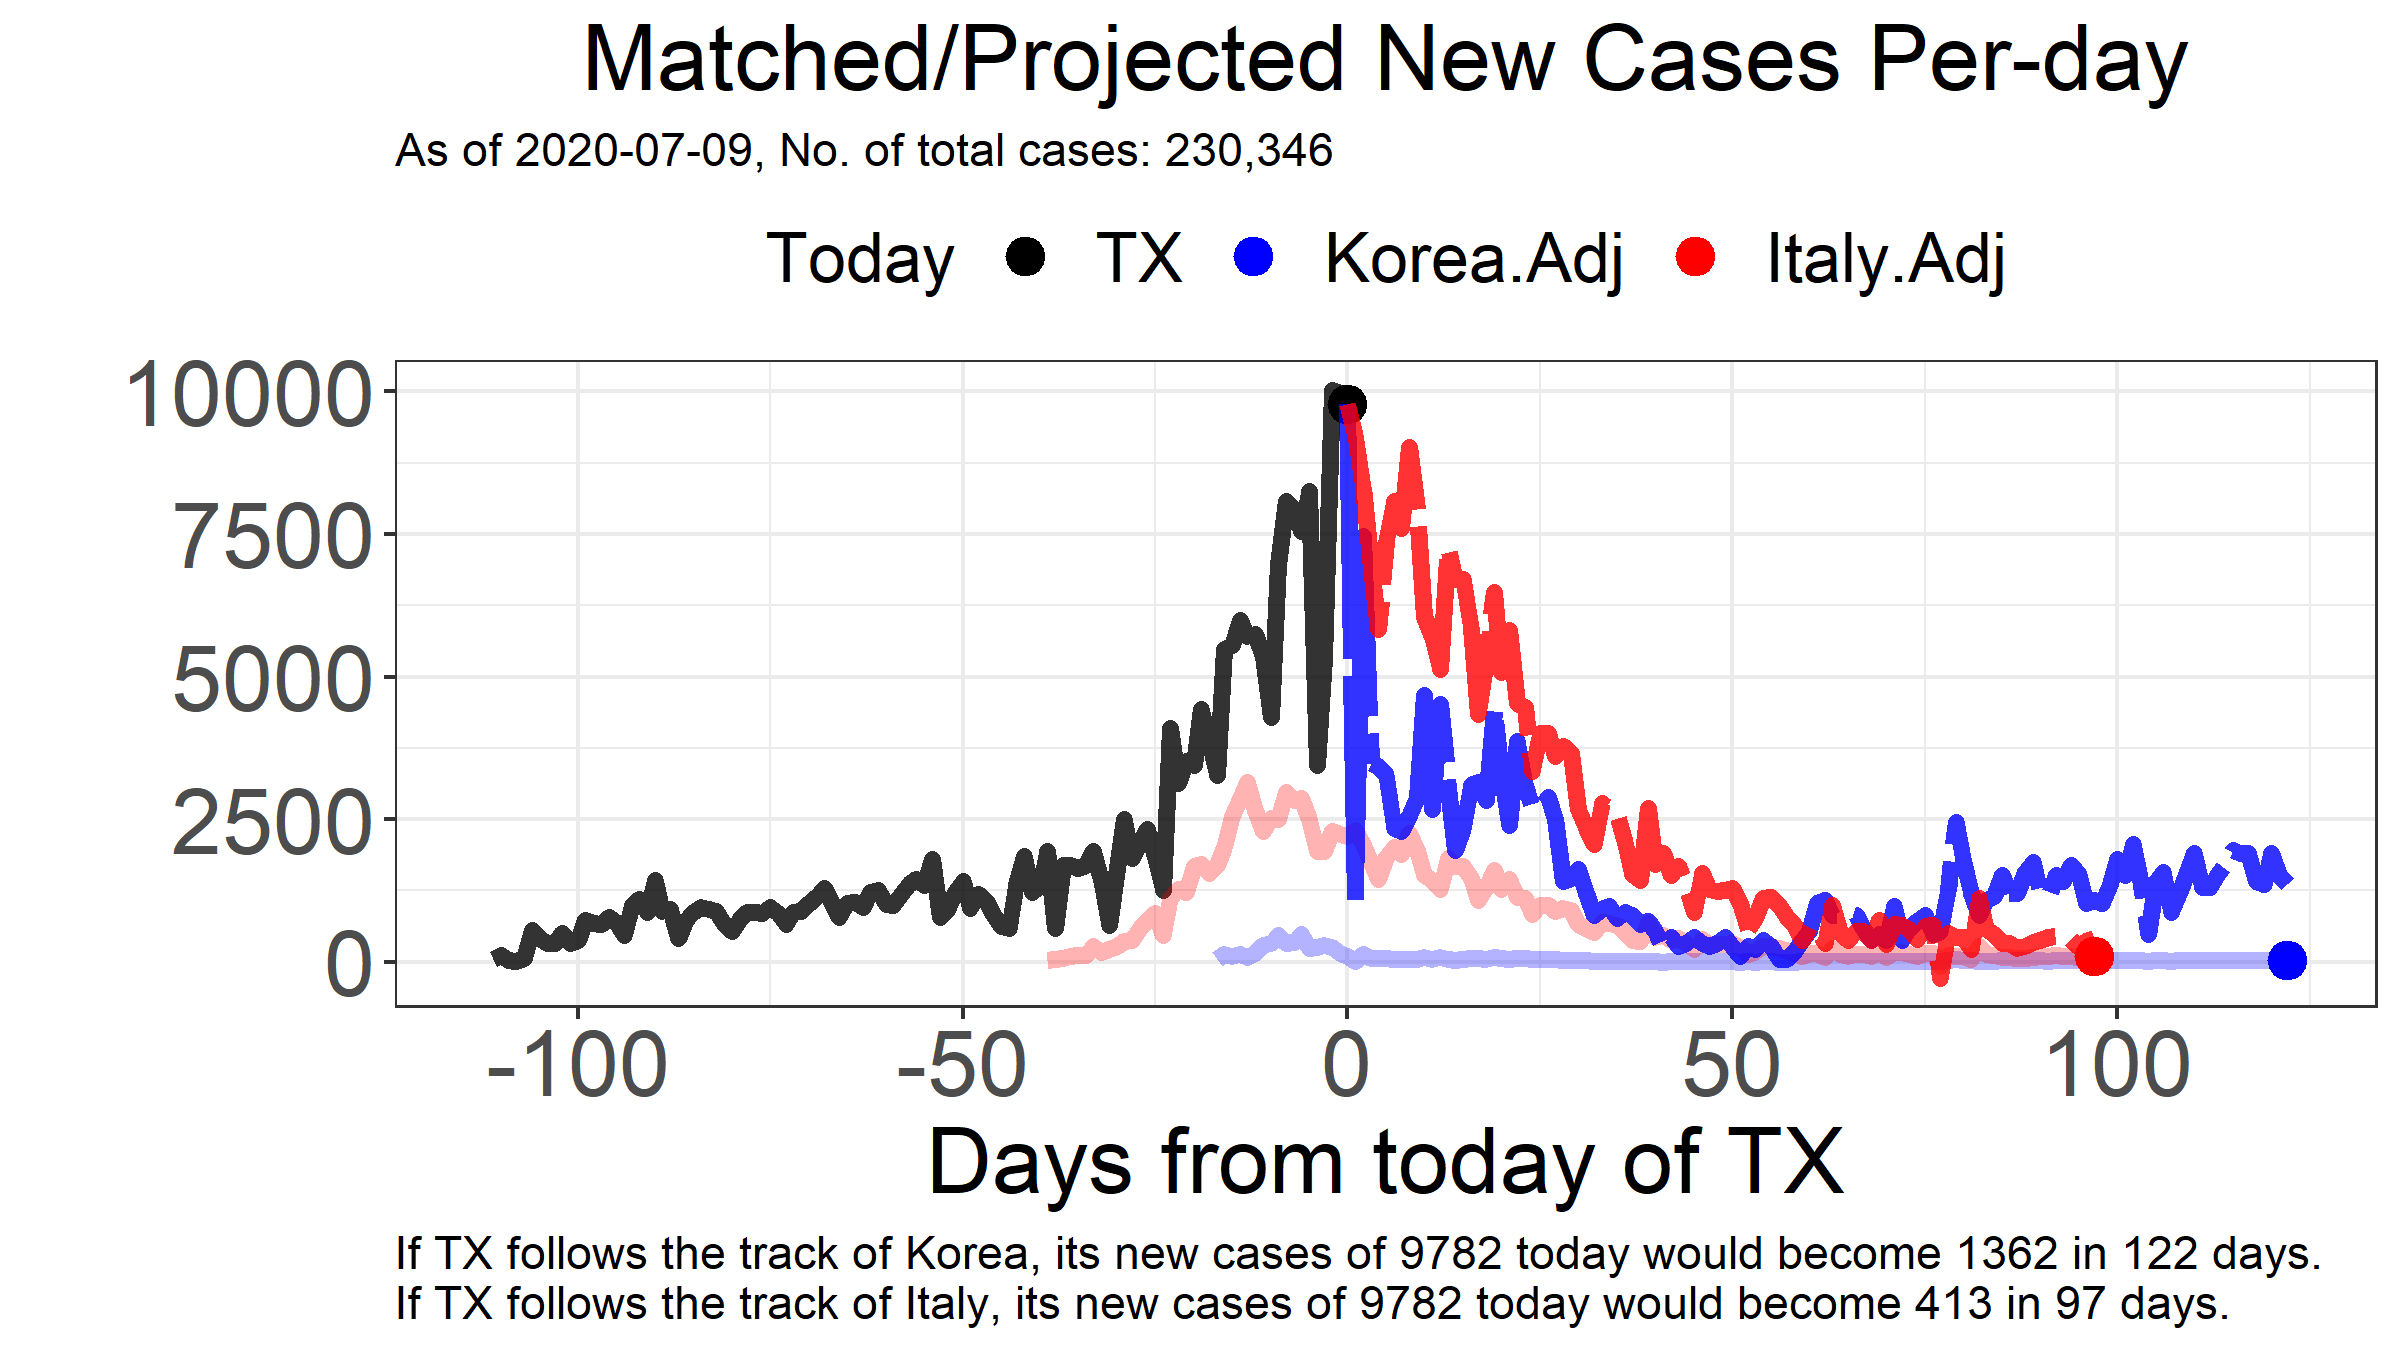 Matched/Projected New Cases Per-day
As of 2020-07-09, No. of total cases: 230,346
Today TX Korea.Adj Italy.Adj
10000
7500
5000
2500
0
-100 -50 0 50 100
Days from today of TX
If TX follows the track of Korea, its new cases of 9782 today would become 1362 in 122 days.
If TX follows the track of Italy, its new cases of 9782 today would become 413 in 97 days.